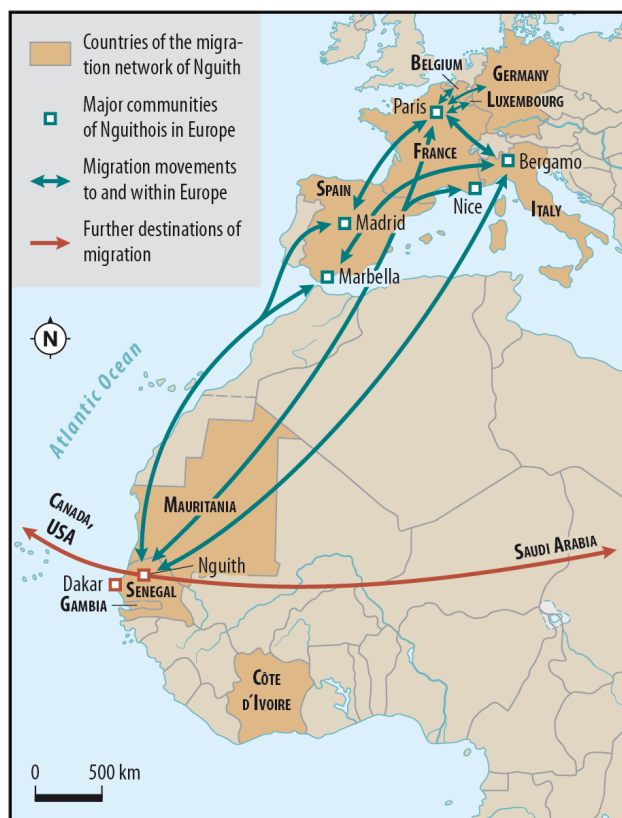 Countries of the migra-
tion network of Nguith
Major communities
of Nguithois in Europe
Migration movements
to and within Europe
Further destinations of
migration
N
Atlantic Ocean
BELGIUM
GERMANY
LUXEMBOURG
Paris
FRANCE
Bergamo
SPAIN
Nice
ITALY
Madrid
Marbella
MAURITANIA
CANADA,
USA
Nguith
SAUDI ARABIA
Dakar
SENEGAL
GAMBIA
CÔTE
D'IVOIRE
0 500 km